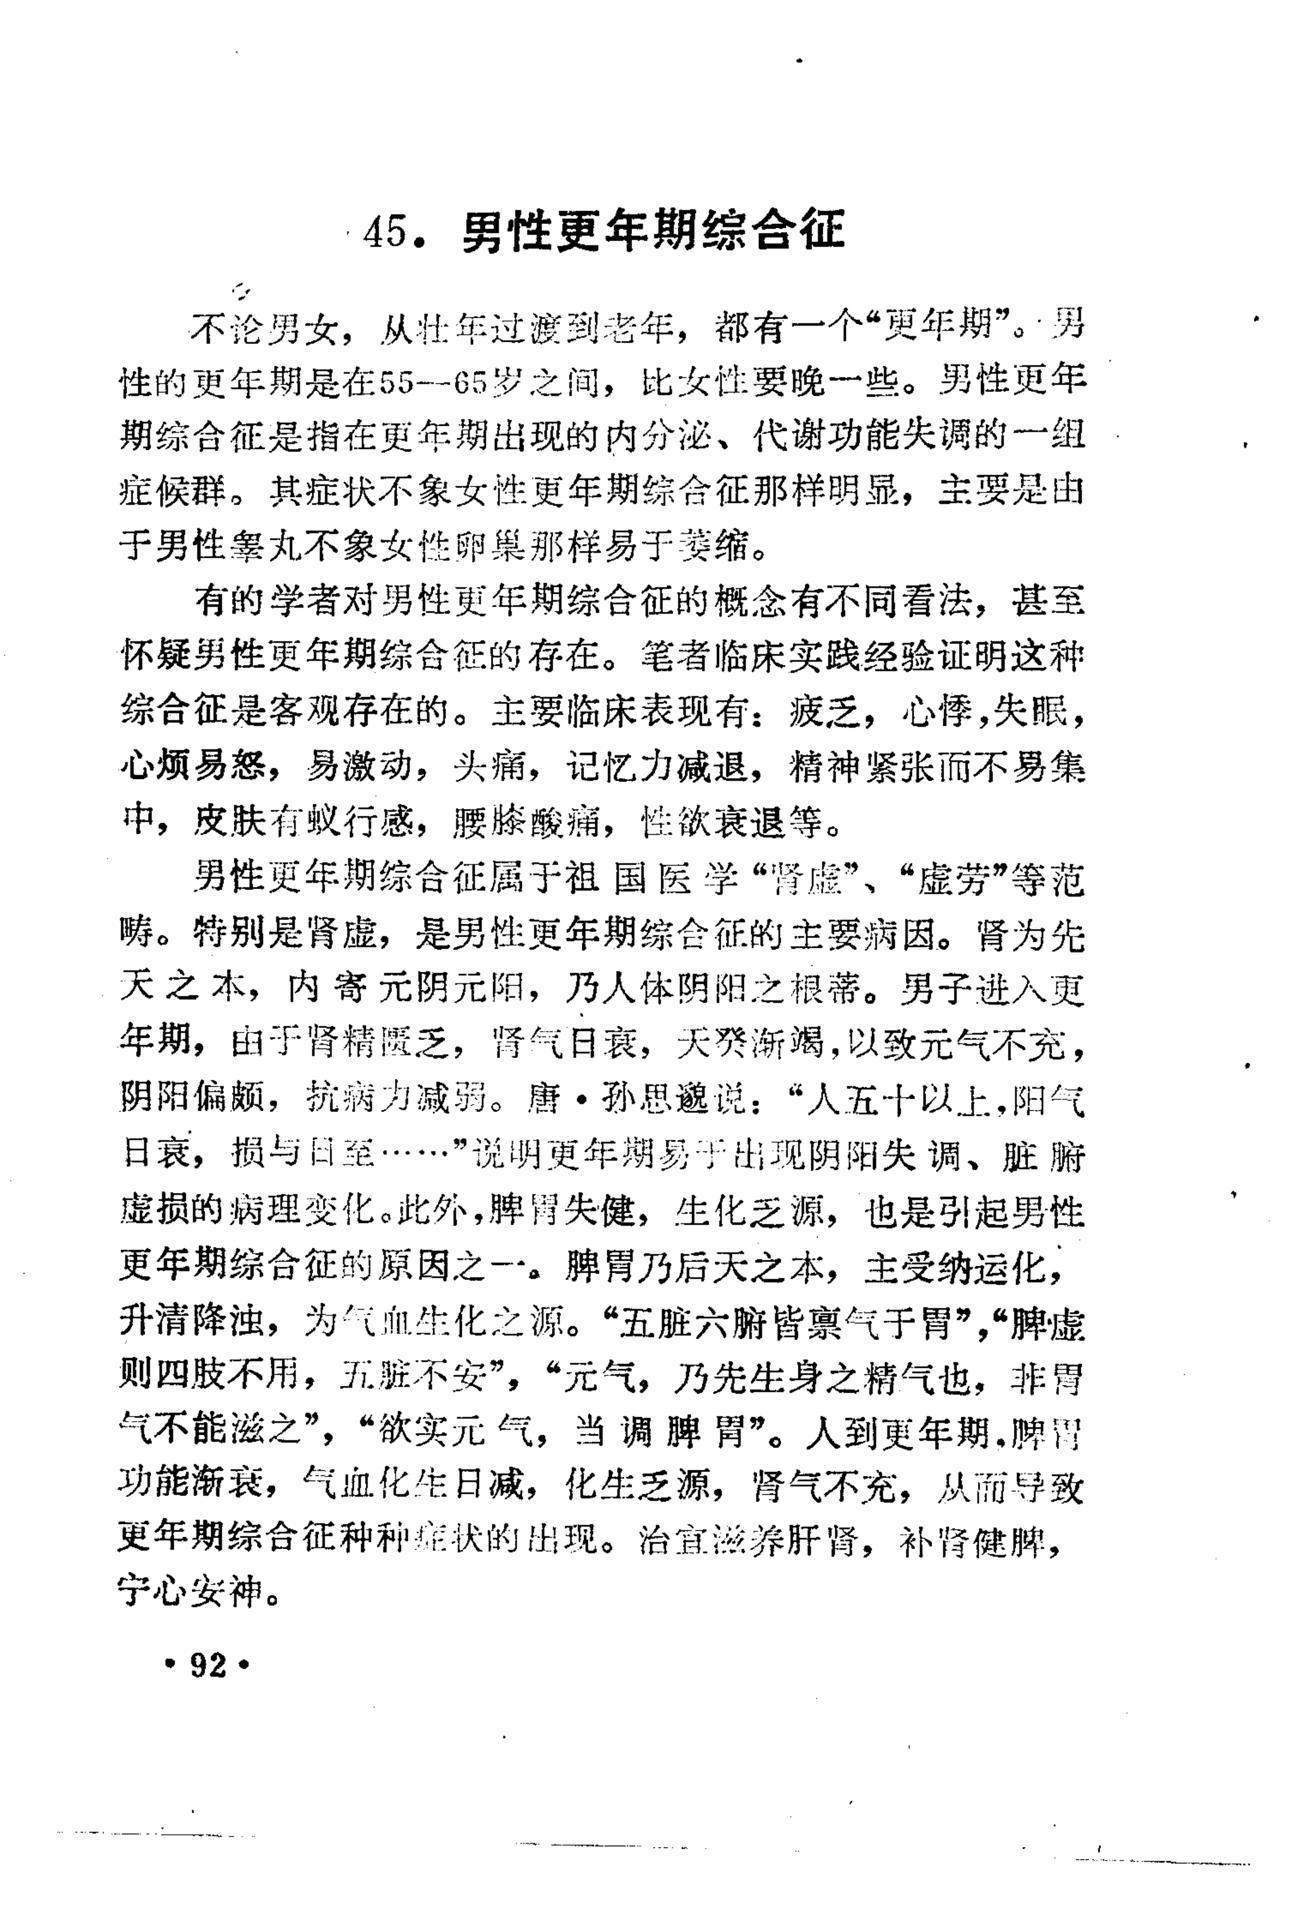 45．男性更年期综合征
不论男女，从壮年过渡到老年，都有一个“更年期”。男
性的更年期是在55—65岁之间，比女性要晚一些。男性更年
期综合征是指在更年期出现的内分泌、代谢功能失调的一组
症候群。其症状不象女性更年期综合征那样明显，主要是由
于男性睾丸不象女性卵巢那样易于萎缩。
有的学者对男性更年期综合征的概念有不同看法，甚至
怀疑男性更年期综合征的存在。笔者临床实践经验证明这种
综合征是客观存在的。主要临床表现有：疲乏，心悸，失眠，
心烦易怒，易激动，头痛，记忆力减退，精神紧张而不易集
中，皮肤有蚁行感，腰膝酸痛，性欲衰退等。
男性更年期综合征属于祖国医学“肾虚”、“虚劳”等范
畴。特别是肾虚，是男性更年期综合征的主要病因。肾为先
天之本，内寄元阴元阳，乃人体阴阳之根蒂。男子进入更
年期，由于肾精匮乏，肾气日衰，天癸渐竭，以致元气不充，
阴阳偏颇，抗病力减弱。唐·孙思邈说：“人五十以上，阳气
日衰，损与日至……”说明更年期易于出现阴阳失调、脏腑
虚损的病理变化。此外，脾胃失健，生化乏源，也是引起男性
更年期综合征的原因之一。脾胃乃后天之本，主受纳运化，
升清降浊，为气血生化之源。“五脏六腑皆禀气于胃”，“脾虚
则四肢不用，五脏不安”，“元气，乃先生身之精气也，非胃
气不能滋之”，“欲实元气，当调脾胃”。人到更年期，脾胃
功能渐衰，气血化生日减，化生乏源，肾气不充，从而导致
更年期综合征种种症状的出现。治宜滋养肝肾，补肾健脾，
宁心安神。
·92·